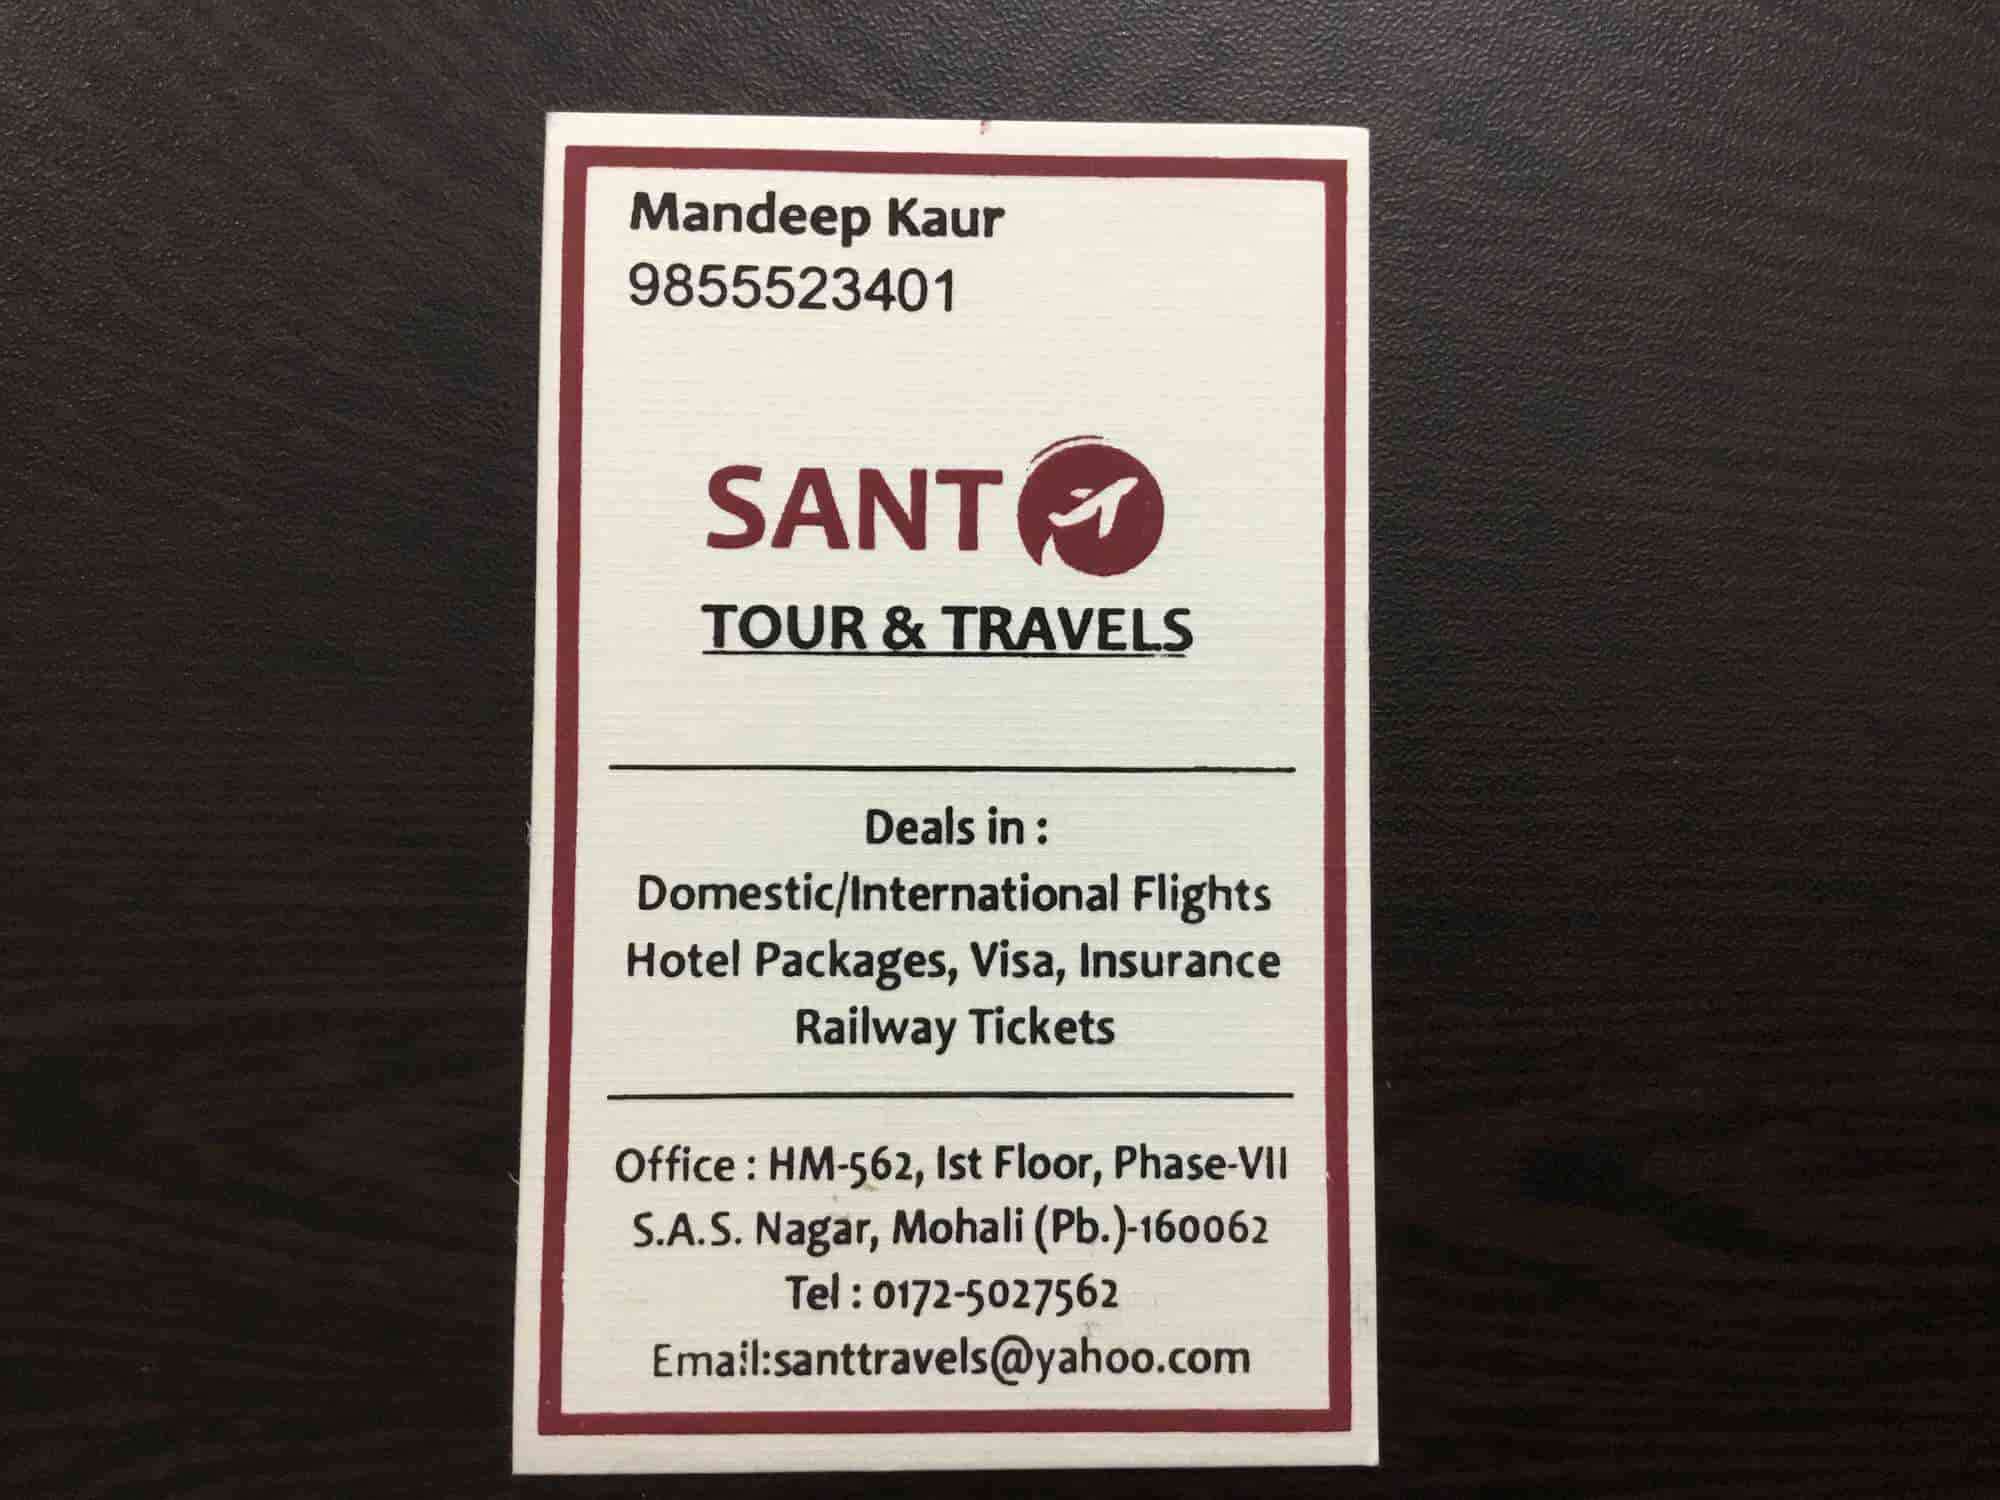 Mandeep Kaur
9855523401
SANT
TOUR & TRAVELS
Deals in :
Domestic/International Flights
Hotel Packages, Visa, Insurance
Railway Tickets
Office : HM-562, Ist Floor, Phase-VII
S.A.S. Nagar, Mohali (Pb.)-160062
Tel : 0172-5027562
Email:santtravels@yahoo.com